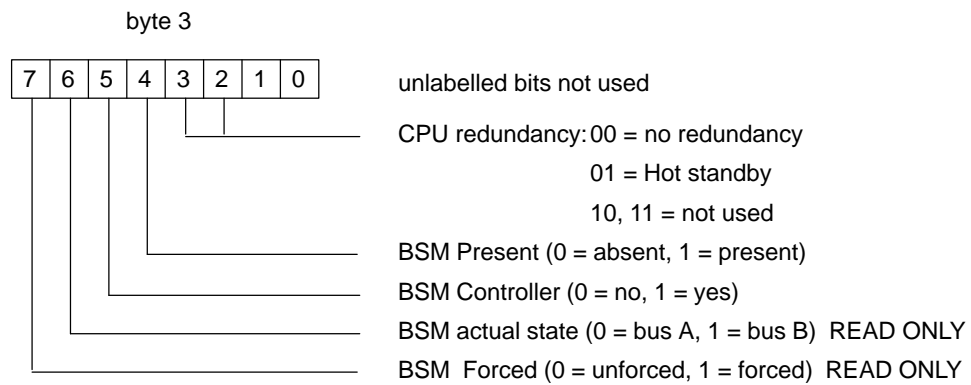 byte 3
7 6 5 4 3 2 1 0
unlabelled bits not used
CPU redundancy: 00 = no redundancy
01 = Hot standby
10, 11 = not used
BSM Present (0 = absent, 1 = present)
BSM Controller (0 = no, 1 = yes)
BSM actual state (0 = bus A, 1 = bus B) READ ONLY
BSM Forced (0 = unforced, 1 = forced) READ ONLY